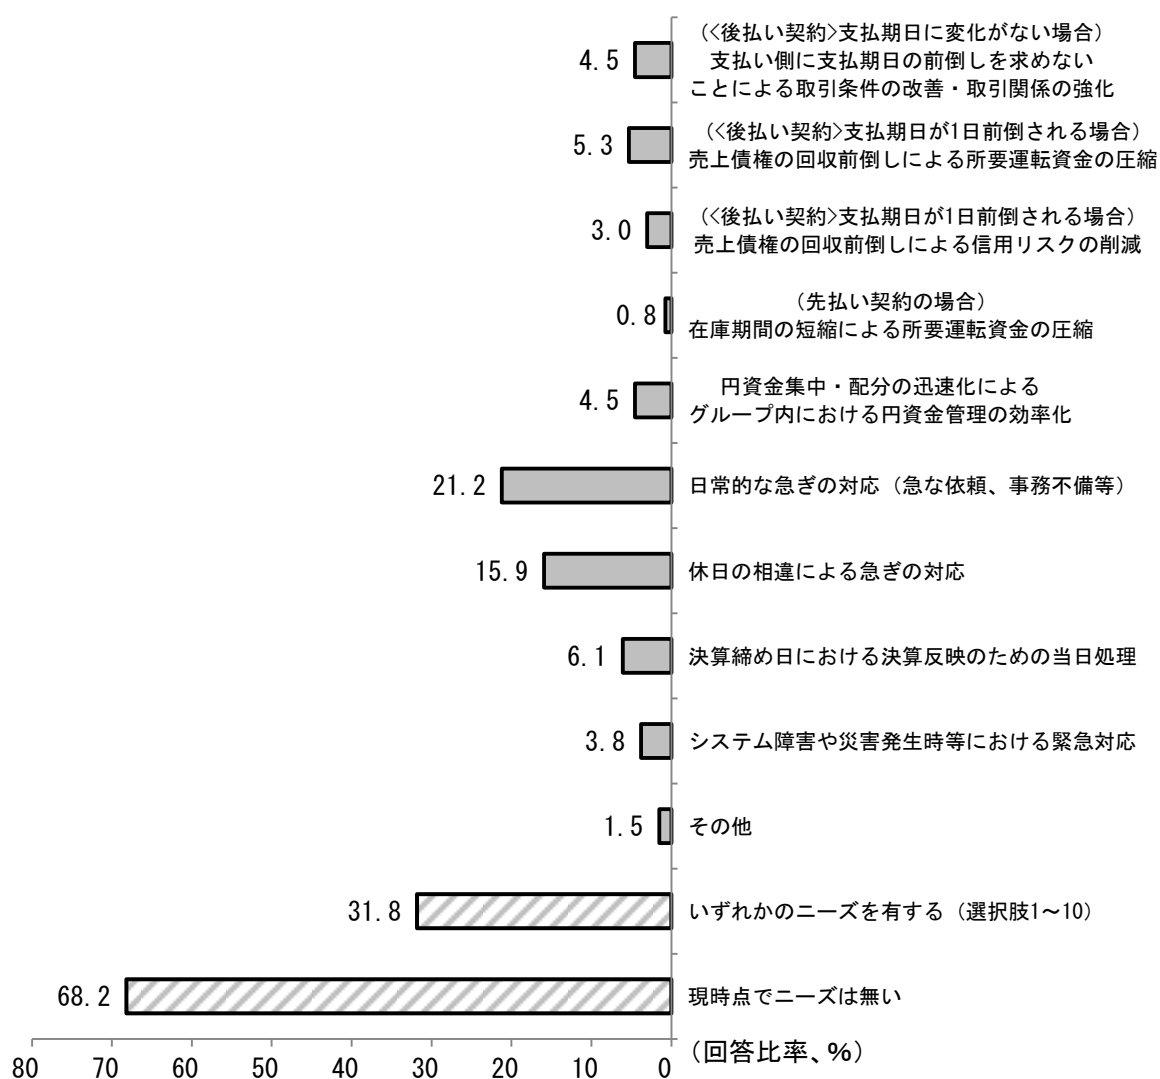 （<後払い契約>支払期日に変化がない場合）
4.5
支払い側に支払期日の前倒しを求めない
ことによる取引条件の改善・取引関係の強化
（<後払い契約>支払期日が1日前倒される場合）
5.3
売上債権の回収前倒しによる所要運転資金の圧縮
（<後払い契約>支払期日が1日前倒される場合）
3.0
売上債権の回収前倒しによる信用リスクの削減
（先払い契約の場合）
0.8
在庫期間の短縮による所要運転資金の圧縮
円資金集中・配分の迅速化による
4.5
グループ内における円資金管理の効率化
21.2 日常的な急ぎの対応（急な依頼、事務不備等）
15.9 休日の相違による急ぎの対応
6.1 決算締め日における決算反映のための当日処理
3.8 システム障害や災害発生時等における緊急対応
1.5 その他
31.8 いずれかのニーズを有する（選択肢1～10）
68.2 現時点でニーズは無い
（回答比率、%）
80 70 60 50 40 30 20 10 0